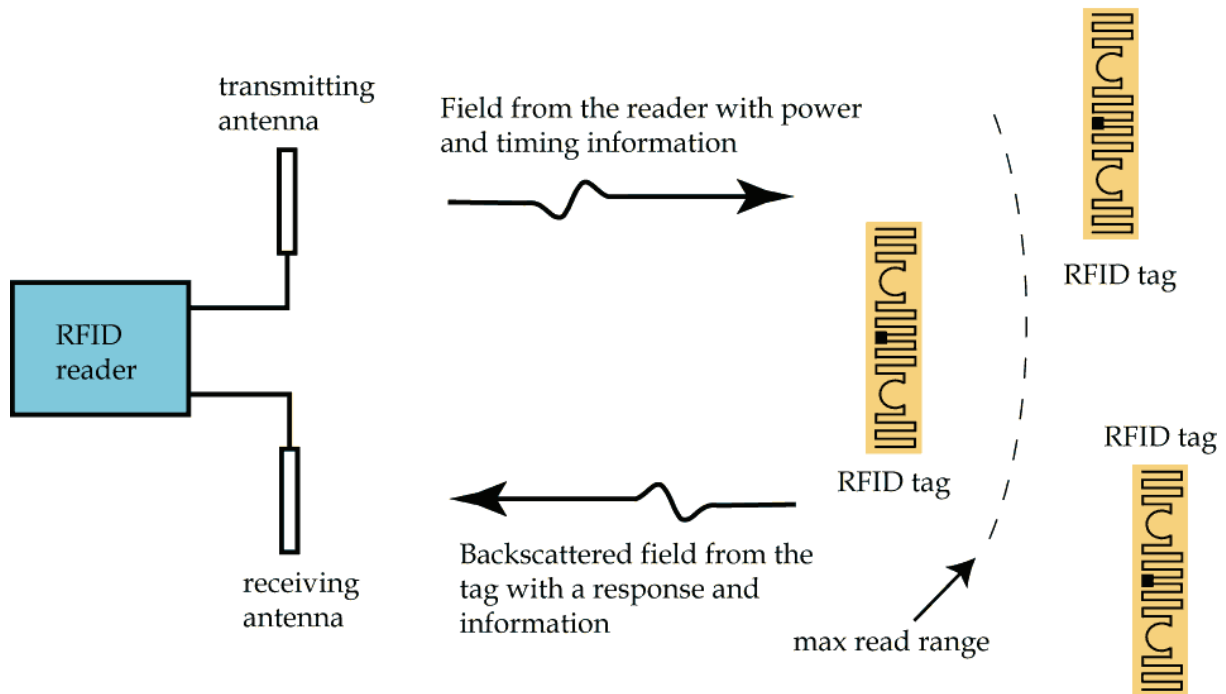 transmitting
antenna
Field from the reader with power
and timing information
RFID tag
RFID
reader
RFID tag
RFID tag
Backscattered field from the
tag with a response and
information
receiving
antenna
max read range